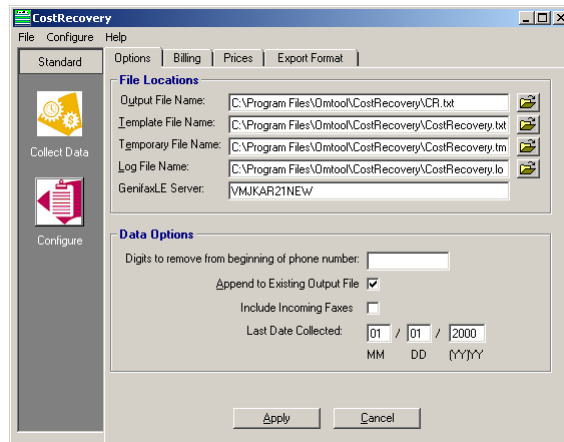 CostRecovery
File Configure Help
Standard
Options Billing Prices Export Format
File Locations
Output File Name: C:\Program Files\Omtool\CostRecovery\CR.txt
Template File Name: C:\Program Files\Omtool\CostRecovery\CostRecovery.txt
Temporary File Name: C:\Program Files\Omtool\CostRecovery\CostRecovery.tm
Log File Name: C:\Program Files\Omtool\CostRecovery\CostRecovery.lo
GenifaxLE Server: VMJKAR21NEW
Collect Data
Configure
Data Options
Digits to remove from beginning of phone number:
Append to Existing Output File
Include Incoming Faxes
Last Date Collected: 01 / 01 / 2000
MM DD (YY)YY
Apply Cancel